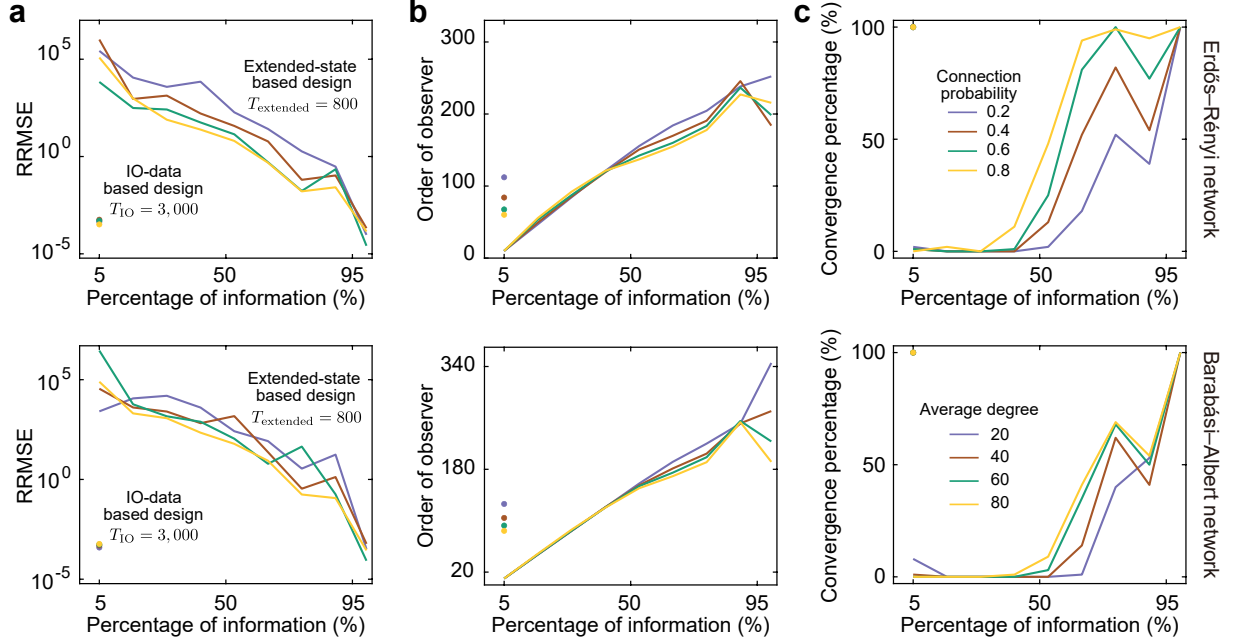 a
RRMSE
10^5
10^0
10^-5
Extended-state
based design
T_extended = 800
IO-data
based design
T_IO = 3,000
5
50
95
Percentage of information (%)
b
Order of observer
300
200
100
0
5
50
95
Percentage of information (%)
c
Convergence percentage (%)
100
50
0
Connection
probability
0.2
0.4
0.6
0.8
5
50
95
Percentage of information (%)
Erdős–Rényi network
RRMSE
10^5
10^0
10^-5
Extended-state
based design
T_extended = 800
IO-data
based design
T_IO = 3,000
5
50
95
Percentage of information (%)
Order of observer
340
180
20
5
50
95
Percentage of information (%)
Convergence percentage (%)
100
50
0
Average degree
20
40
60
80
5
50
95
Percentage of information (%)
Barabási–Albert network